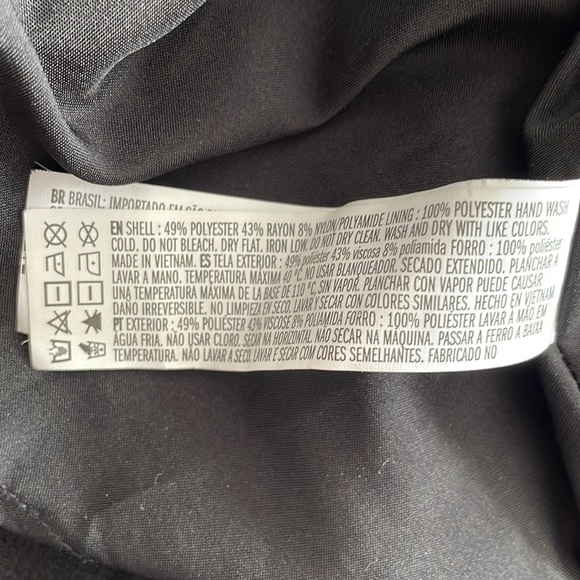 BR BRASIL: IMPORTADO EM SÃO
EN SHELL : 49% POLYESTER 43% RAYON 8% NYLON/POLYAMIDE LINING : 100% POLYESTER HAND WASH
COLD. DO NOT BLEACH. DRY FLAT. IRON LOW. DO NOT DRY CLEAN. WASH AND DRY WITH LIKE COLORS.
MADE IN VIETNAM. ES TELA EXTERIOR : 49% poliéster 43% viscosa 8% poliamida FORRO : 100% poliéster
LAVAR A MANO. TEMPERATURA MÁXIMA 40 °C. NO USAR BLANQUEADOR. SECADO EXTENDIDO. PLANCHAR A
UNA TEMPERATURA MÁXIMA DE LA BASE DE 110 °C, SIN VAPOR. PLANCHAR CON VAPOR PUEDE CAUSAR
DAÑO IRREVERSIBLE. NO LIMPIEZ EN SECO. LAVAR Y SECAR CON COLORES SIMILARES. HECHO EN VIETNAM.
PT EXTERIOR : 49% POLIÉSTER 43% VISCOSE 8% POLIAMIDA FORRO : 100% POLIÉSTER LAVAR À MÃO EM
ÁGUA FRIA. NÃO USAR CLORO. SECAR NA HORIZONTAL. NÃO SECAR NA MÁQUINA. PASSAR A FERRO A BAIXA
TEMPERATURA. NÃO LAVAR A SECO. LAVAR E SECAR COM CORES SEMELHANTES. FABRICADO NO